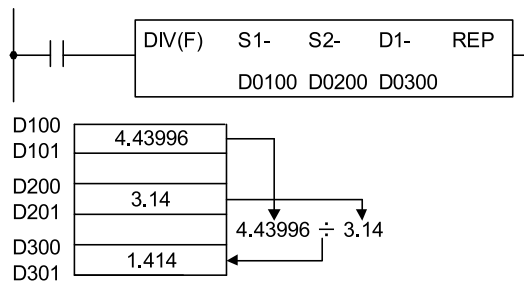 DIV(F) S1- S2- D1- REP
D0100 D0200 D0300
D100
4.43996
D101
D200
3.14
D201
4.43996 ÷ 3.14
D300
1.414
D301